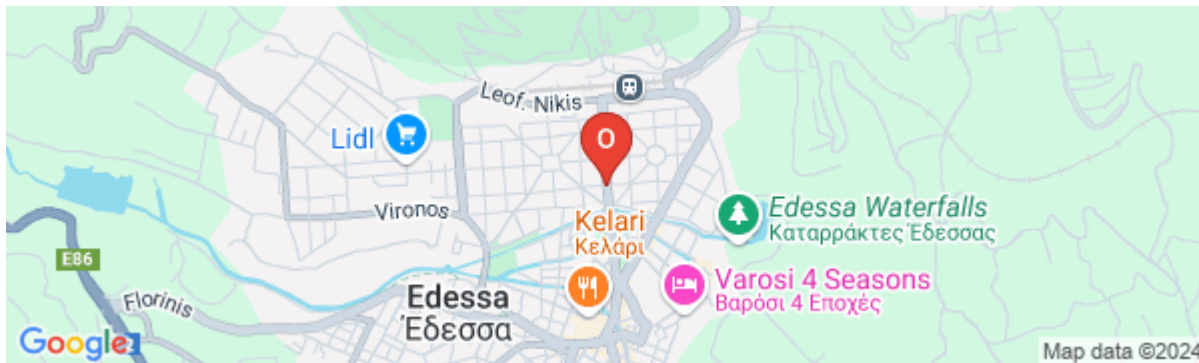 Leof. Nikis
O
Lidl
Vironos
Edessa Waterfalls
Καταρράκτες Έδεσσας
Kelari
Κελάρι
E86
Varosi 4 Seasons
Βαρόσι 4 Εποχές
Florinis
Edessa
Έδεσσα
Google
2
Map data ©2024